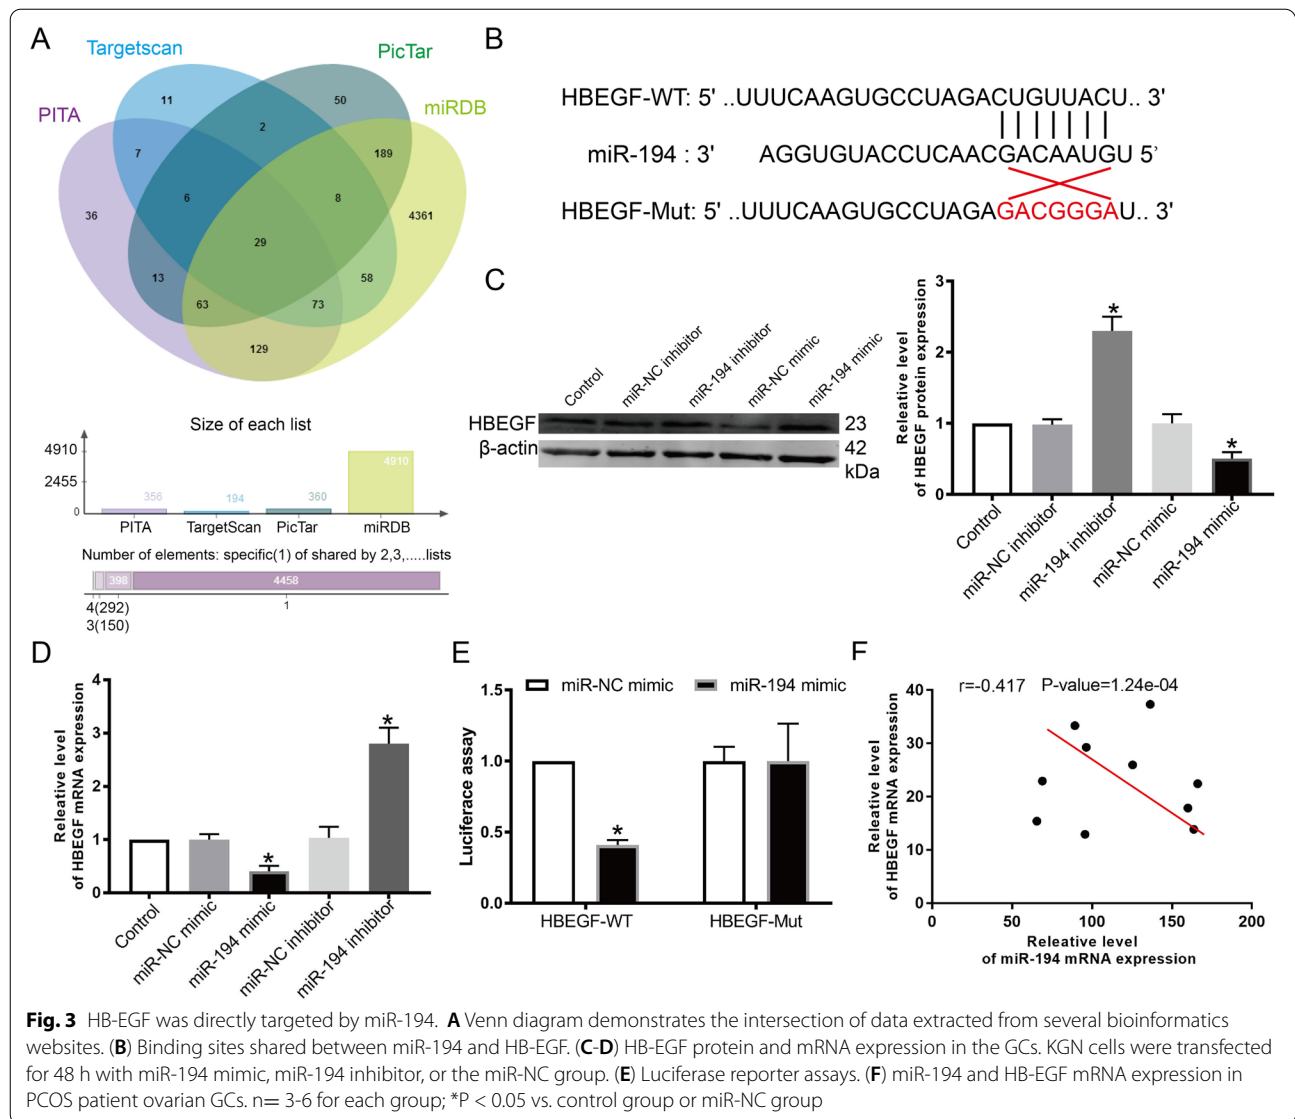 A
Targetscan
PicTar
PITA
miRDB
11
50
2
7
189
6
8
36
4361
29
13
58
63
73
129
Size of each list
4910
2455
0
356
194
360
4910
PITA
TargetScan
PicTar
miRDB
Number of elements: specific(1) of shared by 2,3,.....lists
398
4458
4(292)
3(150)
1
B
HBEGF-WT: 5' ..UUUCAAGUGCCUAGACUGUUACU.. 3'
miR-194 : 3' AGGUGUACCUCAACGACAAUGU 5'
HBEGF-Mut: 5' ..UUUCAAGUGCCUAGAGACGGGAU.. 3'
C
Control
miR-NC inhibitor
miR-194 inhibitor
miR-NC mimic
miR-194 mimic
HBEGF 23
β-actin 42
kDa
Releative level
of HBEGF protein expression
3
2
1
0
*
*
Control
miR-NC inhibitor
miR-194 inhibitor
miR-NC mimic
miR-194 mimic
D
Releative level
of HBEGF mRNA expression
4
3
2
1
0
*
*
Control
miR-NC mimic
miR-194 mimic
miR-NC inhibitor
miR-194 inhibitor
E
miR-NC mimic
miR-194 mimic
Luciferace assay
1.5
1.0
0.5
0.0
*
HBEGF-WT
HBEGF-Mut
F
r=-0.417 P-value=1.24e-04
Releative level
of HBEGF mRNA expression
40
30
20
10
0
0
50
100
150
200
Releative level
of miR-194 mRNA expression
Fig. 3 HB-EGF was directly targeted by miR-194. A Venn diagram demonstrates the intersection of data extracted from several bioinformatics
websites. (B) Binding sites shared between miR-194 and HB-EGF. (C-D) HB-EGF protein and mRNA expression in the GCs. KGN cells were transfected
for 48 h with miR-194 mimic, miR-194 inhibitor, or the miR-NC group. (E) Luciferase reporter assays. (F) miR-194 and HB-EGF mRNA expression in
PCOS patient ovarian GCs. n= 3-6 for each group; *P < 0.05 vs. control group or miR-NC group